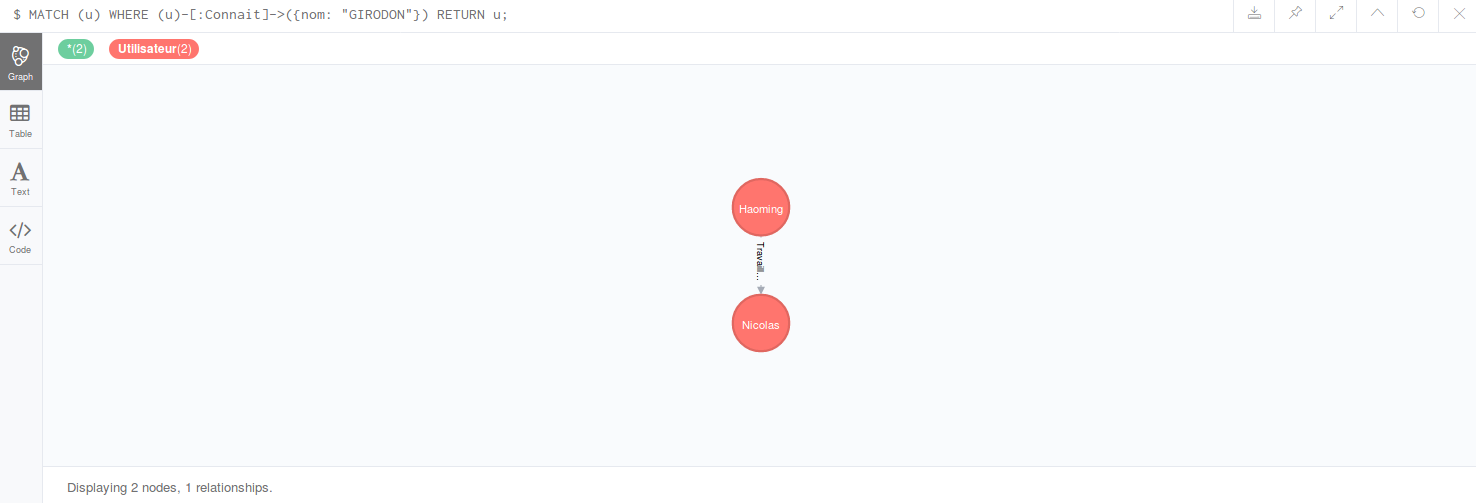 $ MATCH (u) WHERE (u)-[:Connait]->({nom: "GIRODON"}) RETURN u;
*(2) Utilisateur(2)
Graph
Table
A
Text
</>
Code
Haoming
Travaill...
Nicolas
Displaying 2 nodes, 1 relationships.